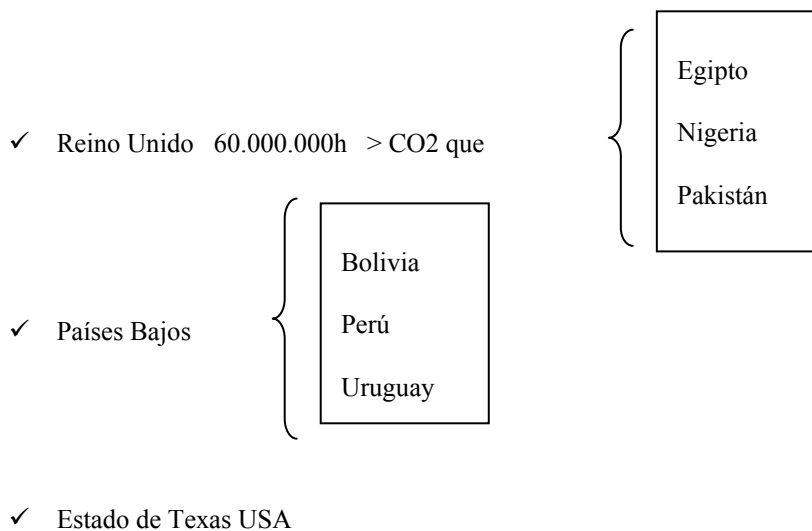 ✓ Reino Unido 60.000.000h > CO2 que
Egipto
Nigeria
Pakistán
✓ Países Bajos
Bolivia
Perú
Uruguay
✓ Estado de Texas USA